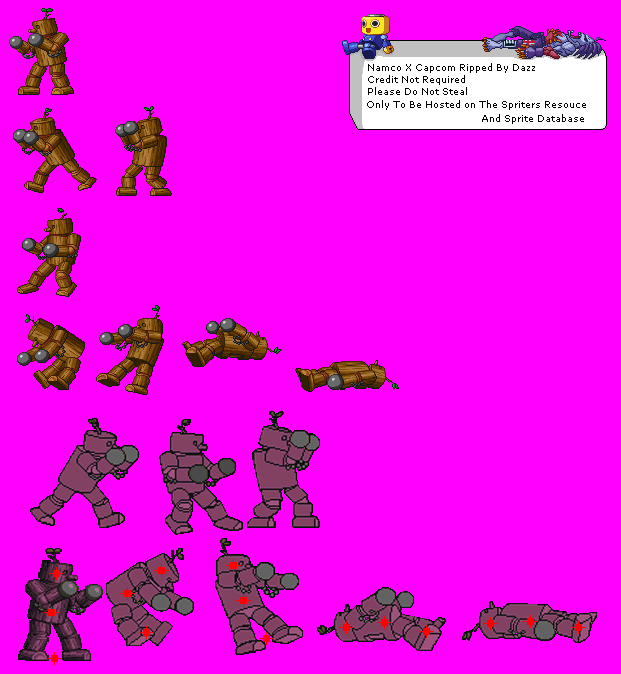 Namco X Capcom Ripped By Dazz
Credit Not Required
Please Do Not Steal
Only To Be Hosted on The Spriters Resouce
And Sprite Database